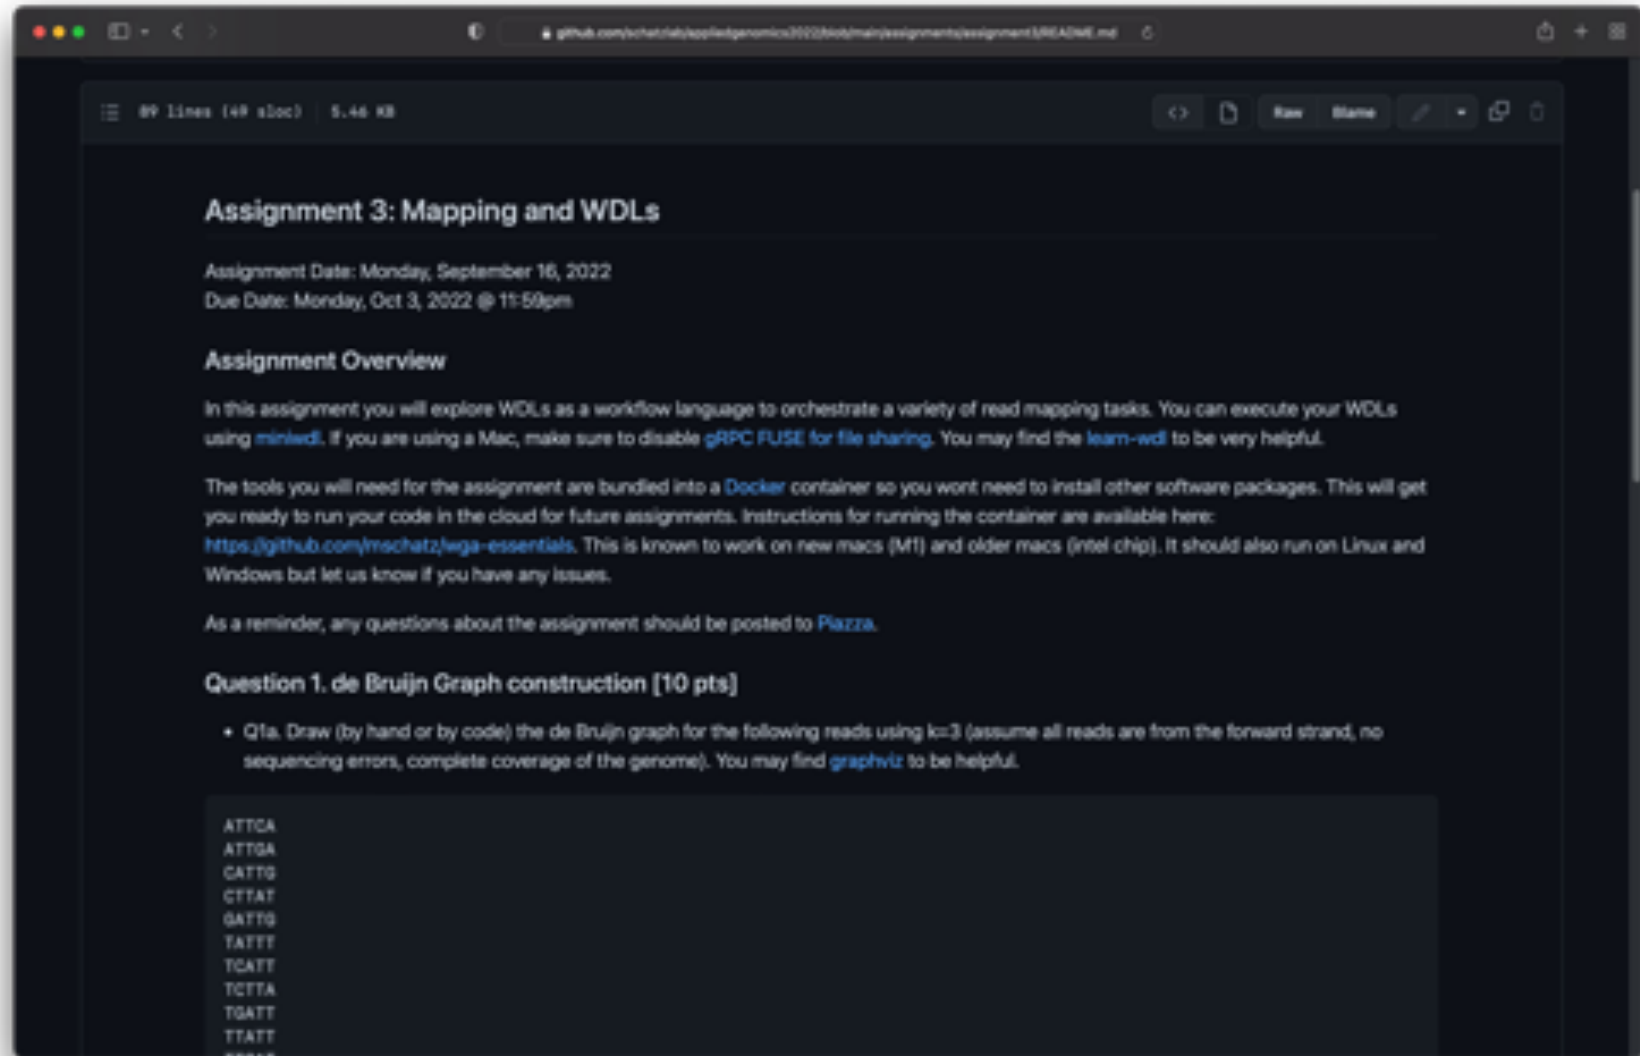 github.com/schatzlab/appliedgenomics2022/blob/main/assignments/assignment3/README.md
89 lines (49 sloc) 5.46 KB
Raw Blame
Assignment 3: Mapping and WDLs
Assignment Date: Monday, September 16, 2022
Due Date: Monday, Oct 3, 2022 @ 11:59pm
Assignment Overview
In this assignment you will explore WDLs as a workflow language to orchestrate a variety of read mapping tasks. You can execute your WDLs
using miniwdl. If you are using a Mac, make sure to disable gRPC FUSE for file sharing. You may find the learn-wdl to be very helpful.
The tools you will need for the assignment are bundled into a Docker container so you wont need to install other software packages. This will get
you ready to run your code in the cloud for future assignments. Instructions for running the container are available here:
https://github.com/mschatz/wga-essentials. This is known to work on new macs (M1) and older macs (intel chip). It should also run on Linux and
Windows but let us know if you have any issues.
As a reminder, any questions about the assignment should be posted to Piazza.
Question 1. de Bruijn Graph construction [10 pts]
• Q1a. Draw (by hand or by code) the de Bruijn graph for the following reads using k=3 (assume all reads are from the forward strand, no
sequencing errors, complete coverage of the genome). You may find graphviz to be helpful.
ATTCA
ATTGA
CATTG
CTTAT
GATTG
TATTT
TCATT
TCTTA
TGATT
TTATT